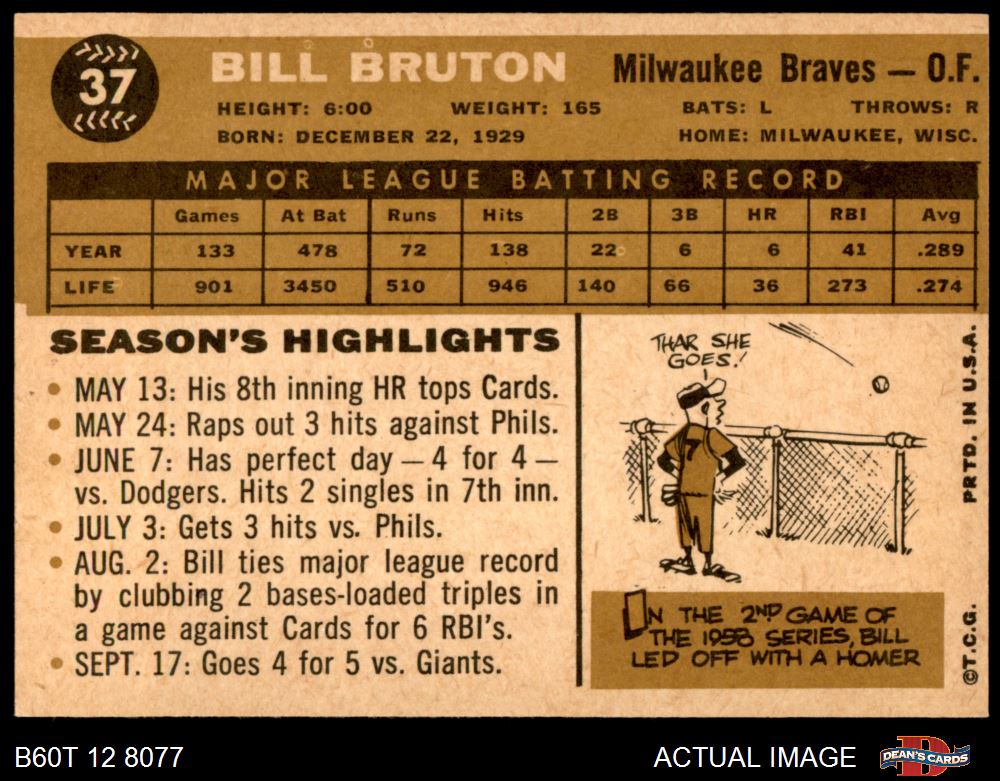 37
BILL BRUTON
Milwaukee Braves — O.F.
HEIGHT: 6:00 WEIGHT: 165 BATS: L THROWS: R
BORN: DECEMBER 22, 1929 HOME: MILWAUKEE, WISC.
MAJOR LEAGUE BATTING RECORD
Games At Bat Runs Hits 2B 3B HR RBI Avg
YEAR 133 478 72 138 22 6 6 41 .289
LIFE 901 3450 510 946 140 66 36 273 .274
SEASON'S HIGHLIGHTS
• MAY 13: His 8th inning HR tops Cards.
• MAY 24: Raps out 3 hits against Phils.
• JUNE 7: Has perfect day — 4 for 4 —
vs. Dodgers. Hits 2 singles in 7th inn.
• JULY 3: Gets 3 hits vs. Phils.
• AUG. 2: Bill ties major league record
by clubbing 2 bases-loaded triples in
a game against Cards for 6 RBI's.
• SEPT. 17: Goes 4 for 5 vs. Giants.
THAR SHE
GOES!
7
IN THE 2ND GAME OF
THE 1958 SERIES, BILL
LED OFF WITH A HOMER
PRTD. IN U.S.A.
©T.C.G.
B60T 12 8077
ACTUAL IMAGE
DEAN'S CARDS